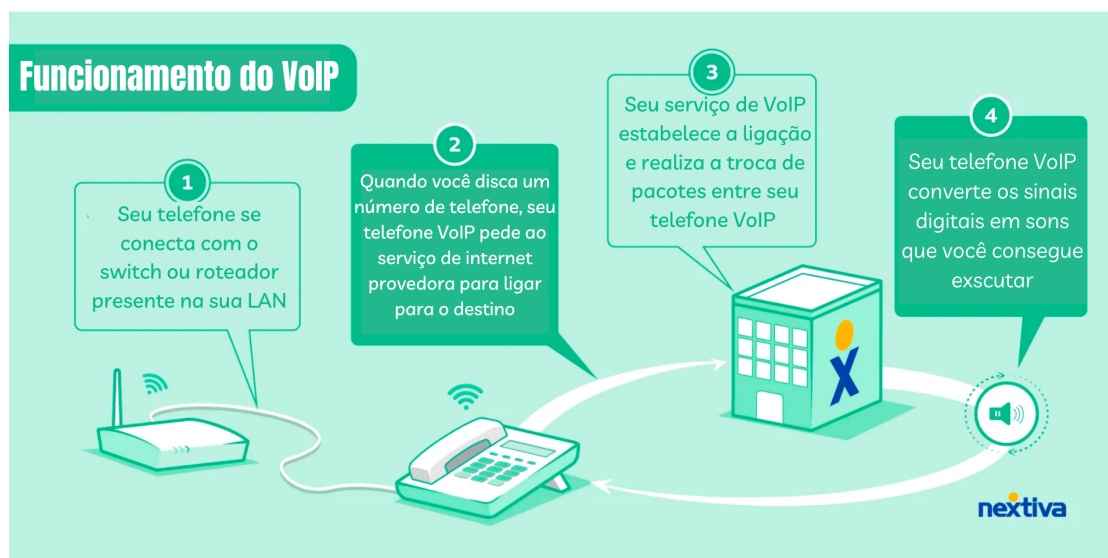 Funcionamento do VoIP
1
Seu telefone se
conecta com o
switch ou roteador
presente na sua LAN
2
Quando você disca um
número de telefone, seu
telefone VoIP pede ao
serviço de internet
provedora para ligar
para o destino
3
Seu serviço de VoIP
estabelece a ligação
e realiza a troca de
pacotes entre seu
telefone VoIP
4
Seu telefone VoIP
converte os sinais
digitais em sons
que você consegue
exscutar
nextiva